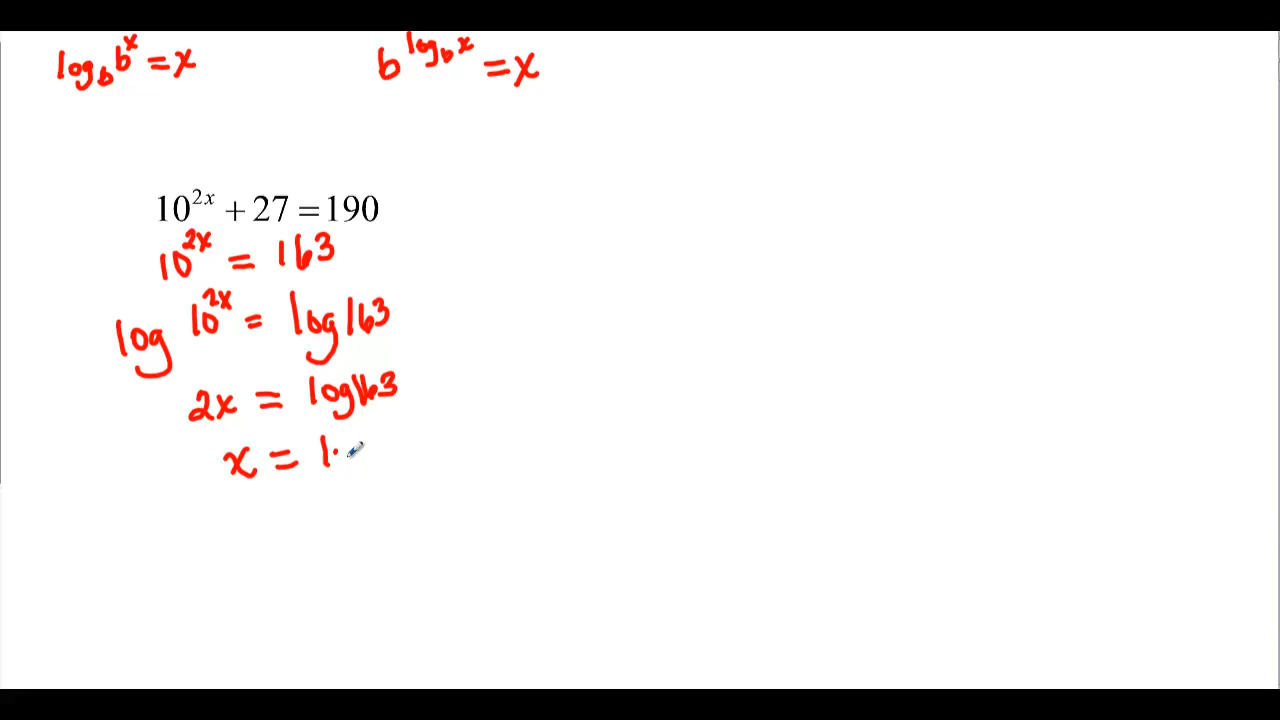 log_b b^x = x    b^(log_b x) = x
10^(2x) + 27 = 190
10^(2x) = 163
log 10^(2x) = log 163
2x = log 163
x = 1.